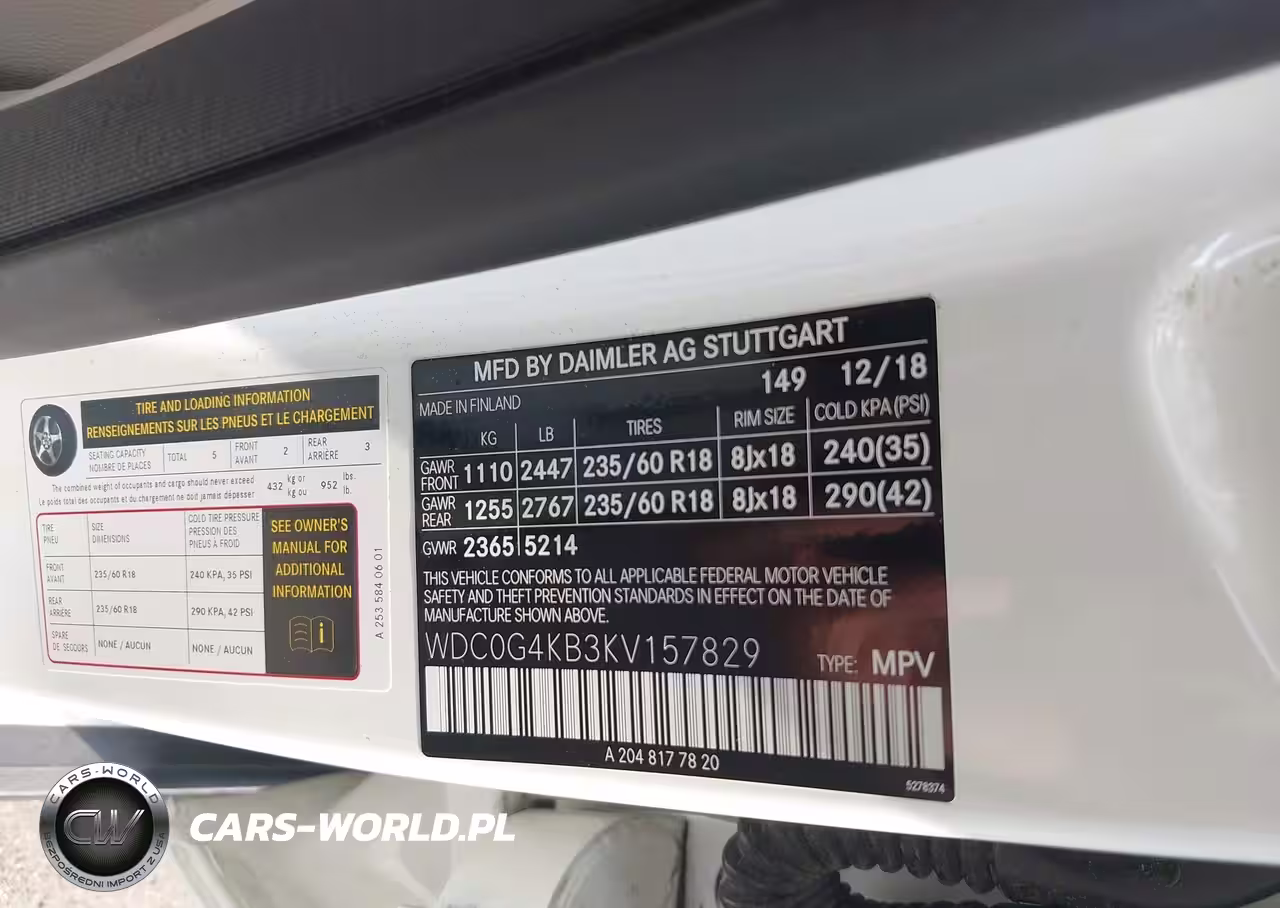 TIRE AND LOADING INFORMATION
RENSEIGNEMENTS SUR LES PNEUS ET LE CHARGEMENT
SEATING CAPACITY
NOMBRE DE PLACES
TOTAL 5
FRONT
AVANT
2
REAR
ARRIÈRE
3
The combined weight of occupants and cargo should never exceed
Le poids total des occupants et du chargement ne doit jamais dépasser
432 kg or
kg ou
952 lbs.
lb.
TIRE
PNEU
SIZE
DIMENSIONS
COLD TIRE PRESSURE
PRESSION DES
PNEUS À FROID
FRONT
AVANT
235/60 R18
240 KPA, 35 PSI
REAR
ARRIÈRE
235/60 R18
290 KPA, 42 PSI
SPARE
DE SECOURS
NONE / AUCUN
NONE / AUCUN
SEE OWNER'S
MANUAL FOR
ADDITIONAL
INFORMATION
A 253 584 06 01
MFD BY DAIMLER AG STUTTGART
149 12/18
MADE IN FINLAND
KG LB TIRES RIM SIZE COLD KPA(PSI)
GAWR
FRONT
1110 2447 235/60 R18 8Jx18 240(35)
GAWR
REAR
1255 2767 235/60 R18 8Jx18 290(42)
GVWR 2365 5214
THIS VEHICLE CONFORMS TO ALL APPLICABLE FEDERAL MOTOR VEHICLE
SAFETY AND THEFT PREVENTION STANDARDS IN EFFECT ON THE DATE OF
MANUFACTURE SHOWN ABOVE.
WDC0G4KB3KV157829
TYPE: MPV
A 204 817 78 20
5278374
CARS-WORLD
CW
BEZPOŚREDNI IMPORT Z USA
CARS-WORLD.PL